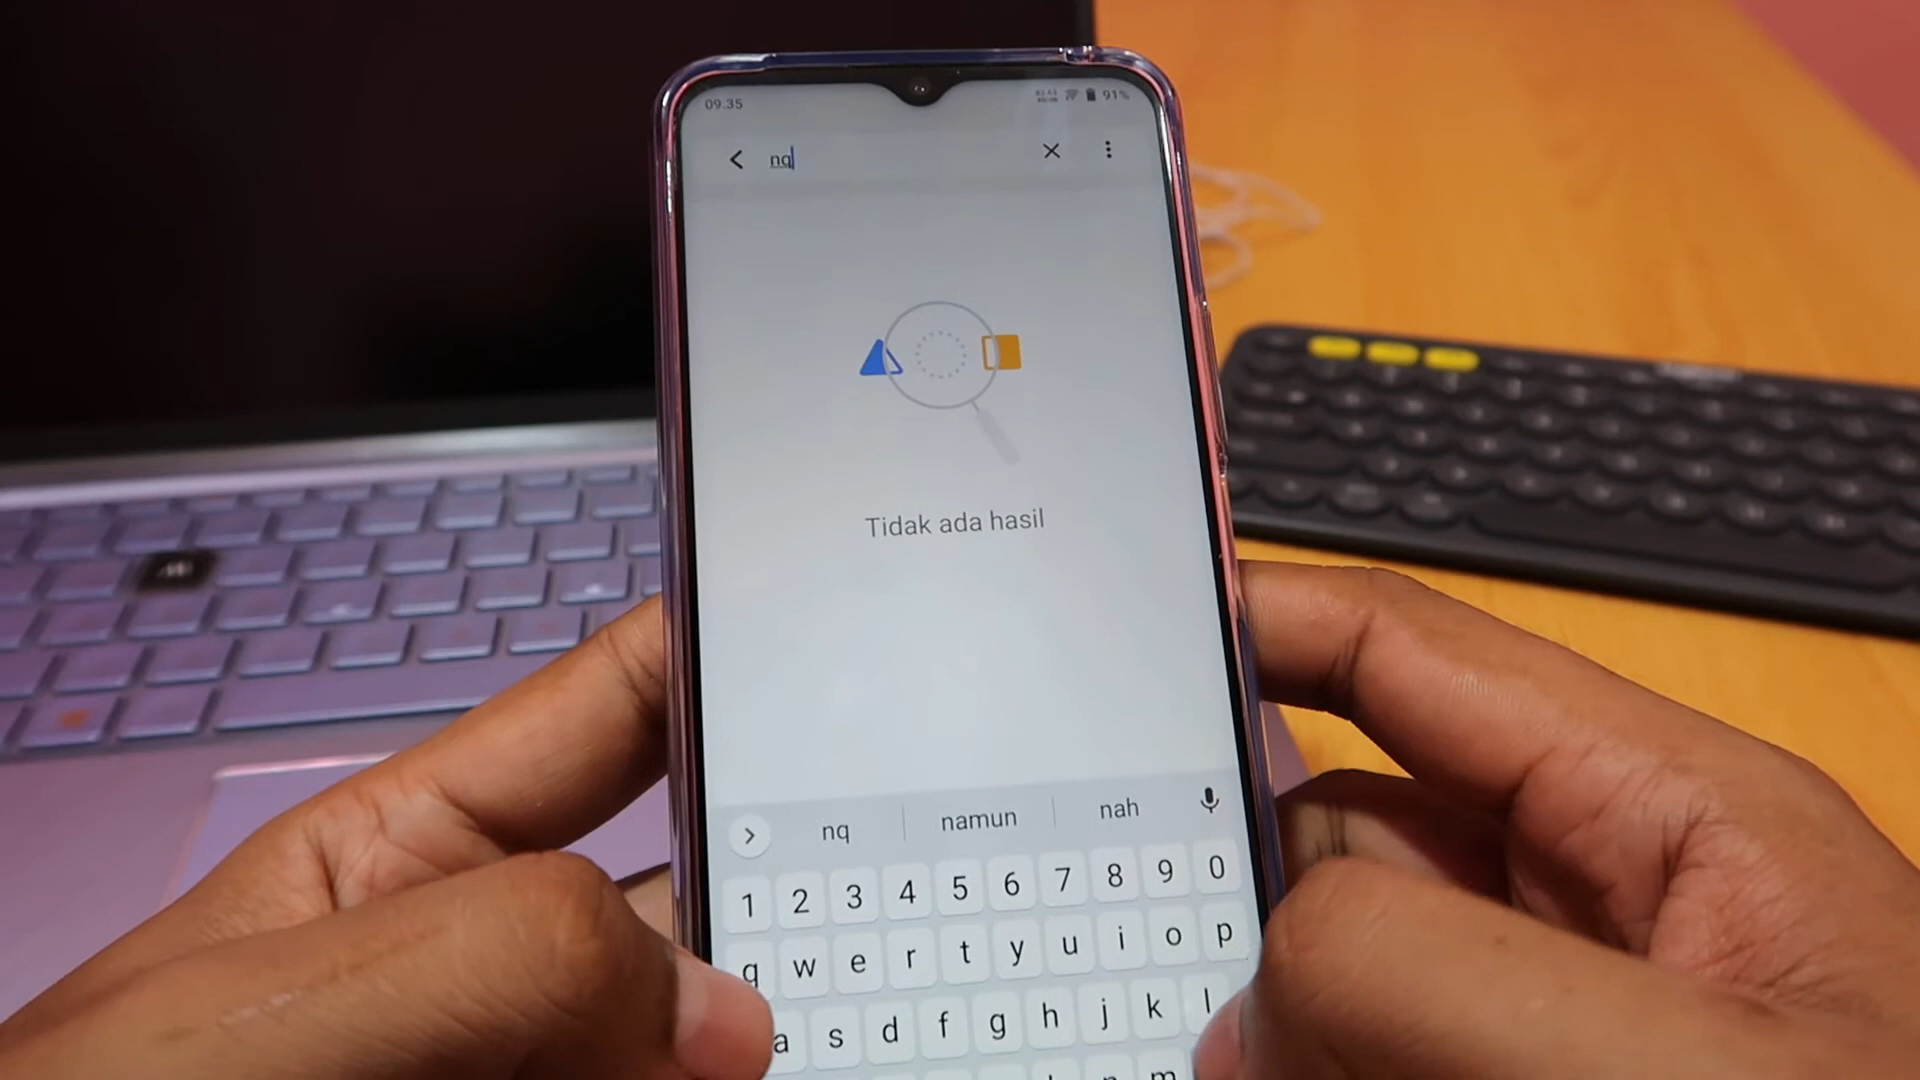 09.35
91%
nq
Tidak ada hasil
nq namun nah
1 2 3 4 5 6 7 8 9 0
q w e r t y u i o p
a s d f g h j k l
m
W